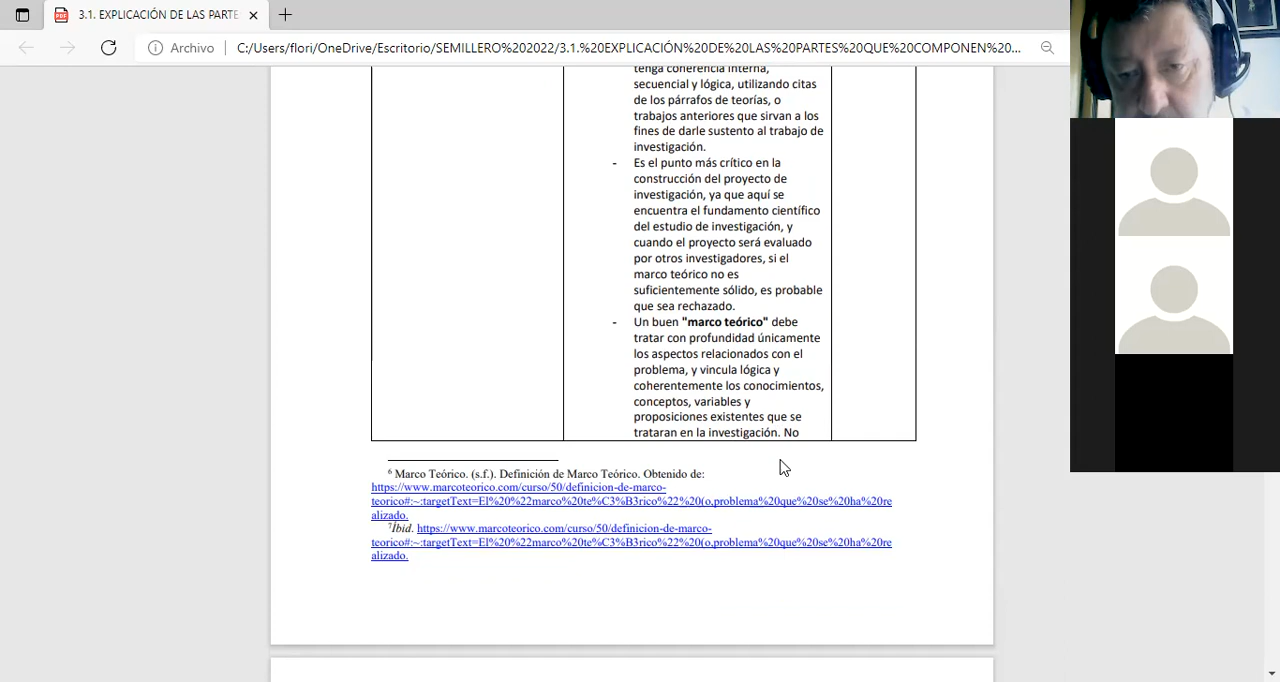 3.1. EXPLICACIÓN DE LAS PARTE
Archivo
C:/Users/flori/OneDrive/Escritorio/SEMILLERO%202022/3.1.%20EXPLICACIÓN%20DE%20LAS%20PARTES%20QUE%20COMPONEN%20...
tenga coherencia interna,
secuencial y lógica, utilizando citas
de los párrafos de teorías, o
trabajos anteriores que sirvan a los
fines de darle sustento al trabajo de
investigación.
- Es el punto más crítico en la
construcción del proyecto de
investigación, ya que aquí se
encuentra el fundamento científico
del estudio de investigación, y
cuando el proyecto será evaluado
por otros investigadores, si el
marco teórico no es
suficientemente sólido, es probable
que sea rechazado.
- Un buen "marco teórico" debe
tratar con profundidad únicamente
los aspectos relacionados con el
problema, y vincula lógica y
coherentemente los conocimientos,
conceptos, variables y
proposiciones existentes que se
trataran en la investigación. No
6 Marco Teórico. (s.f.). Definición de Marco Teórico. Obtenido de:
https://www.marcoteorico.com/curso/50/definicion-de-marco-
teorico#:~:targetText=El%20%22marco%20te%C3%B3rico%22%20(o,problema%20que%20se%20ha%20re
alizado.
7Íbid. https://www.marcoteorico.com/curso/50/definicion-de-marco-
teorico#:~:targetText=El%20%22marco%20te%C3%B3rico%22%20(o,problema%20que%20se%20ha%20re
alizado.